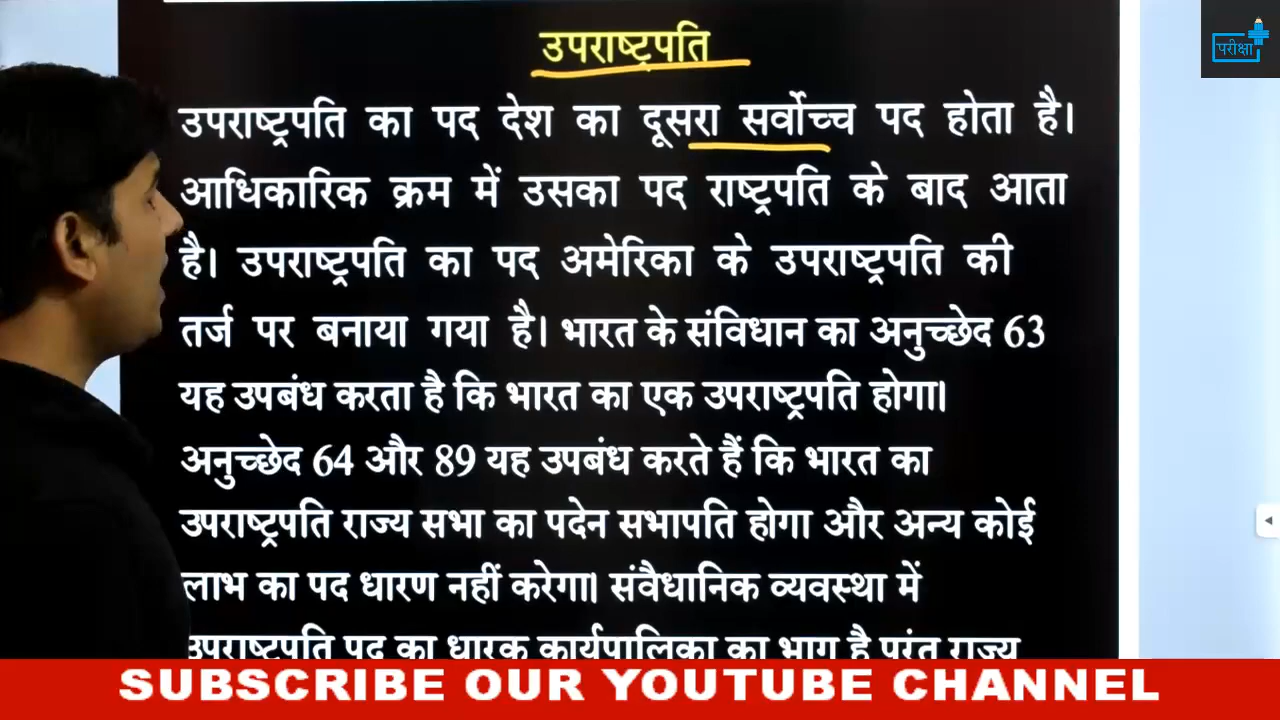 उपराष्ट्रपति
परीक्षा
उपराष्ट्रपति का पद देश का दूसरा सर्वोच्च पद होता है।
आधिकारिक क्रम में उसका पद राष्ट्रपति के बाद आता
है। उपराष्ट्रपति का पद अमेरिका के उपराष्ट्रपति की
तर्ज पर बनाया गया है। भारत के संविधान का अनुच्छेद 63
यह उपबंध करता है कि भारत का एक उपराष्ट्रपति होगा।
अनुच्छेद 64 और 89 यह उपबंध करते हैं कि भारत का
उपराष्ट्रपति राज्य सभा का पदेन सभापति होगा और अन्य कोई
लाभ का पद धारण नहीं करेगा। संवैधानिक व्यवस्था में
उपराष्ट्रपति पद का धारक कार्यपालिका का भाग है परंतु राज्य
SUBSCRIBE OUR YOUTUBE CHANNEL